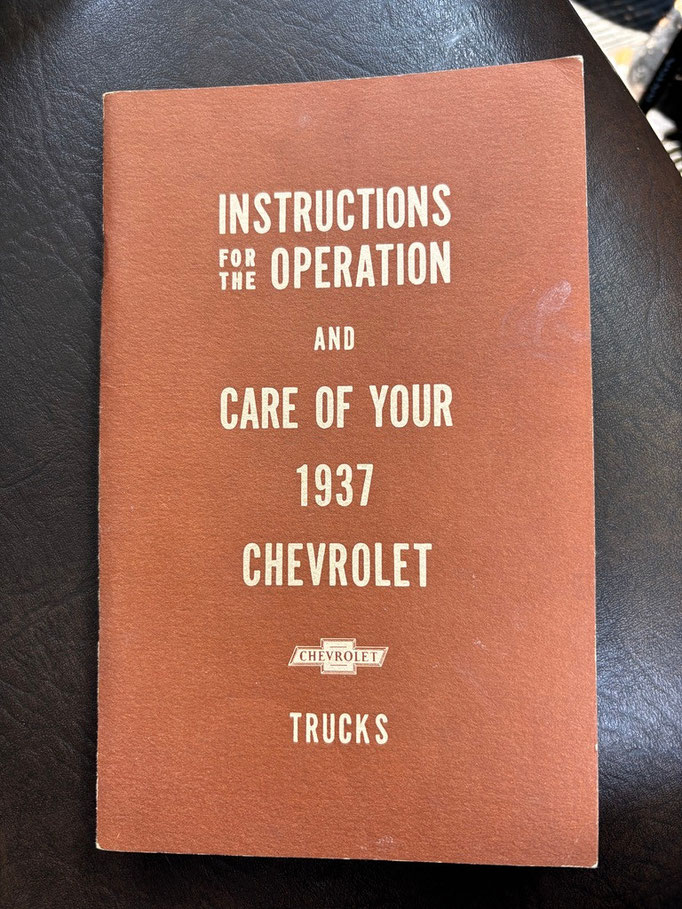 INSTRUCTIONS
FOR THE OPERATION
AND
CARE OF YOUR
1937
CHEVROLET
CHEVROLET
TRUCKS